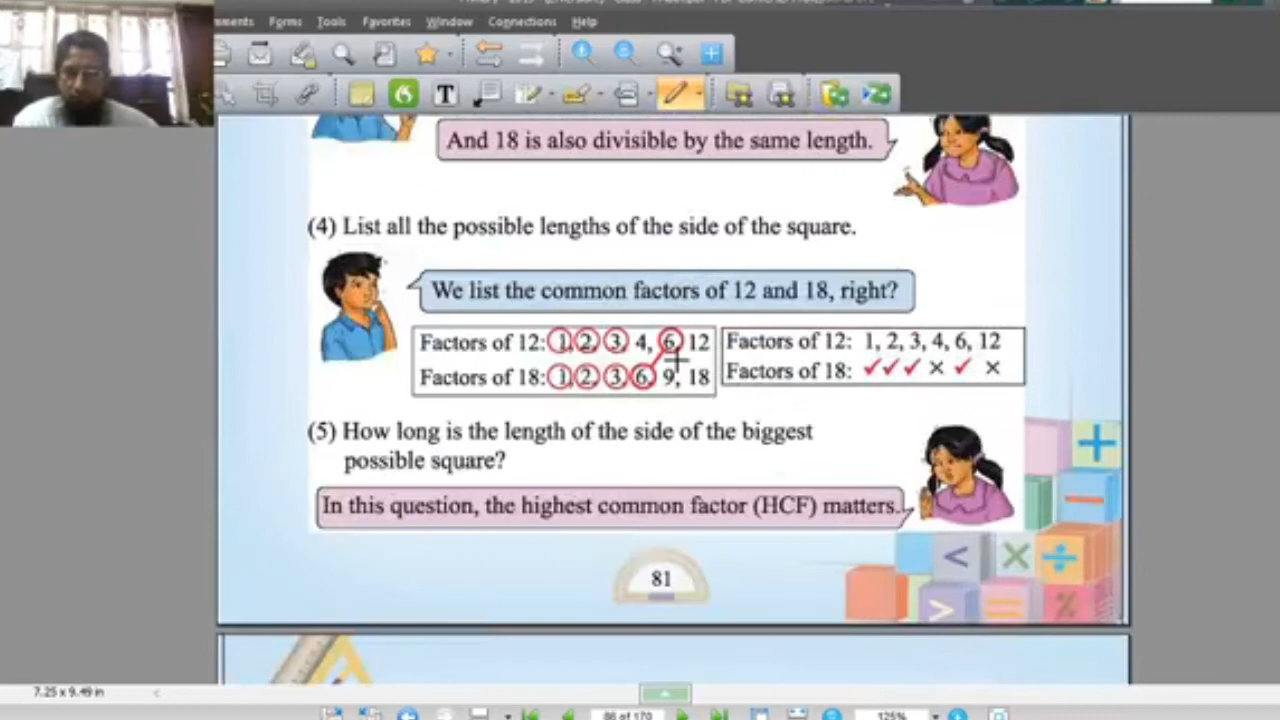 Forms Tools Favorites Window Connections Help
And 18 is also divisible by the same length.
(4) List all the possible lengths of the side of the square.
We list the common factors of 12 and 18, right?
Factors of 12: 1, 2, 3, 4, 6, 12
Factors of 18: 1, 2, 3, 6, 9, 18
Factors of 12: 1, 2, 3, 4, 6, 12
Factors of 18: ✓✓✓ × ✓ ×
(5) How long is the length of the side of the biggest
possible square?
In this question, the highest common factor (HCF) matters.
+
−
< × ÷
> = %
81
7.25 x 9.49 in
86 of 170
125%